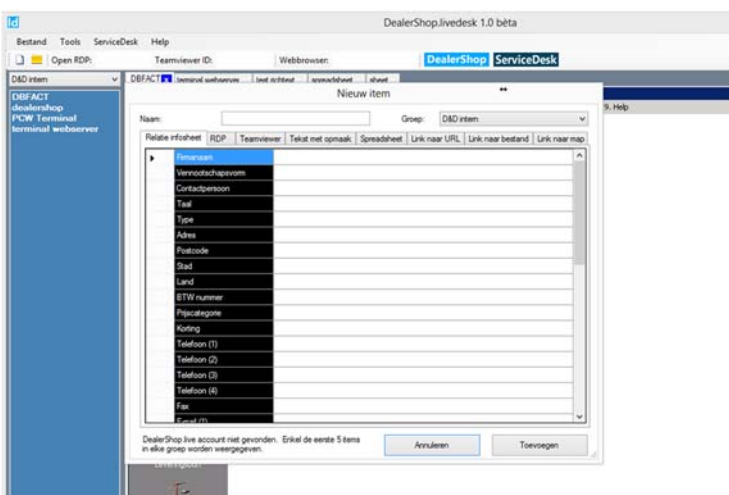 ld DealerShop.livedesk 1.0 bèta
Bestand Tools ServiceDesk Help
Open RDP: Teamviewer ID: Webbrowser: DealerShop ServiceDesk
D&D intern DBFACT x terminal webserver test richtext spreadsheet sheet
DBFACT
dealershop
PCW Terminal
terminal webserver
9. Help
Nieuw item
Naam: Groep: D&D intern
Relatie infosheet RDP Teamviewer Tekst met opmaak Spreadsheet Link naar URL Link naar bestand Link naar map
Firmanaam
Vennootschapsvorm
Contactpersoon
Taal
Type
Adres
Postcode
Stad
Land
BTW nummer
Prijscategorie
Korting
Telefoon (1)
Telefoon (2)
Telefoon (3)
Telefoon (4)
Fax
E-mail (1)
DealerShop.live account niet gevonden. Enkel de eerste 5 items
in elke groep worden weergegeven.
Annuleren Toevoegen